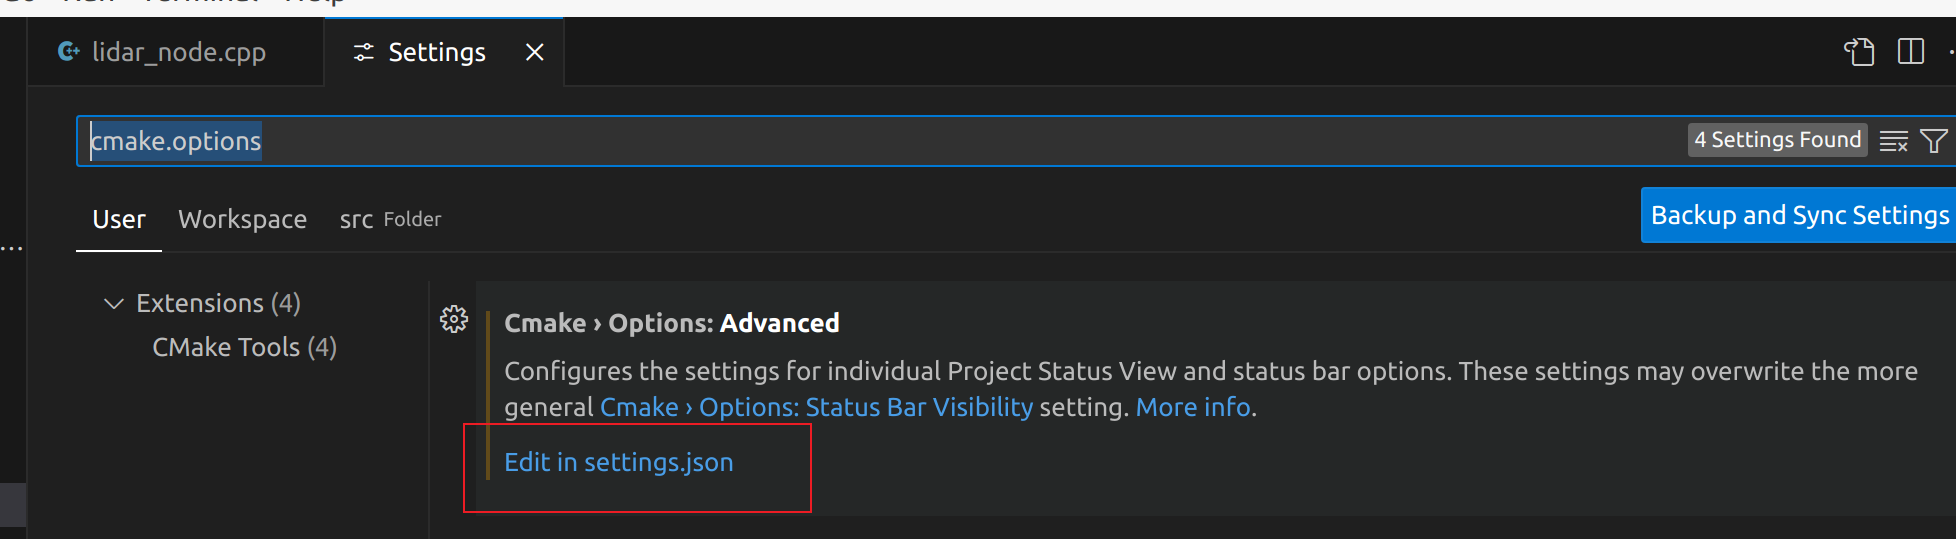 Terminal Help
lidar_node.cpp
Settings
cmake.options
4 Settings Found
User
Workspace
src Folder
Backup and Sync Settings
Extensions (4)
CMake Tools (4)
Cmake › Options: Advanced
Configures the settings for individual Project Status View and status bar options. These settings may overwrite the more
general Cmake › Options: Status Bar Visibility setting. More info.
Edit in settings.json